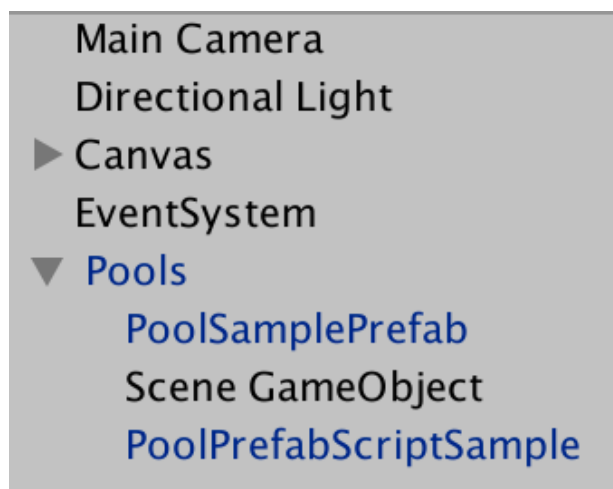 Main Camera
Directional Light
Canvas
EventSystem
Pools
PoolSamplePrefab
Scene GameObject
PoolPrefabScriptSample